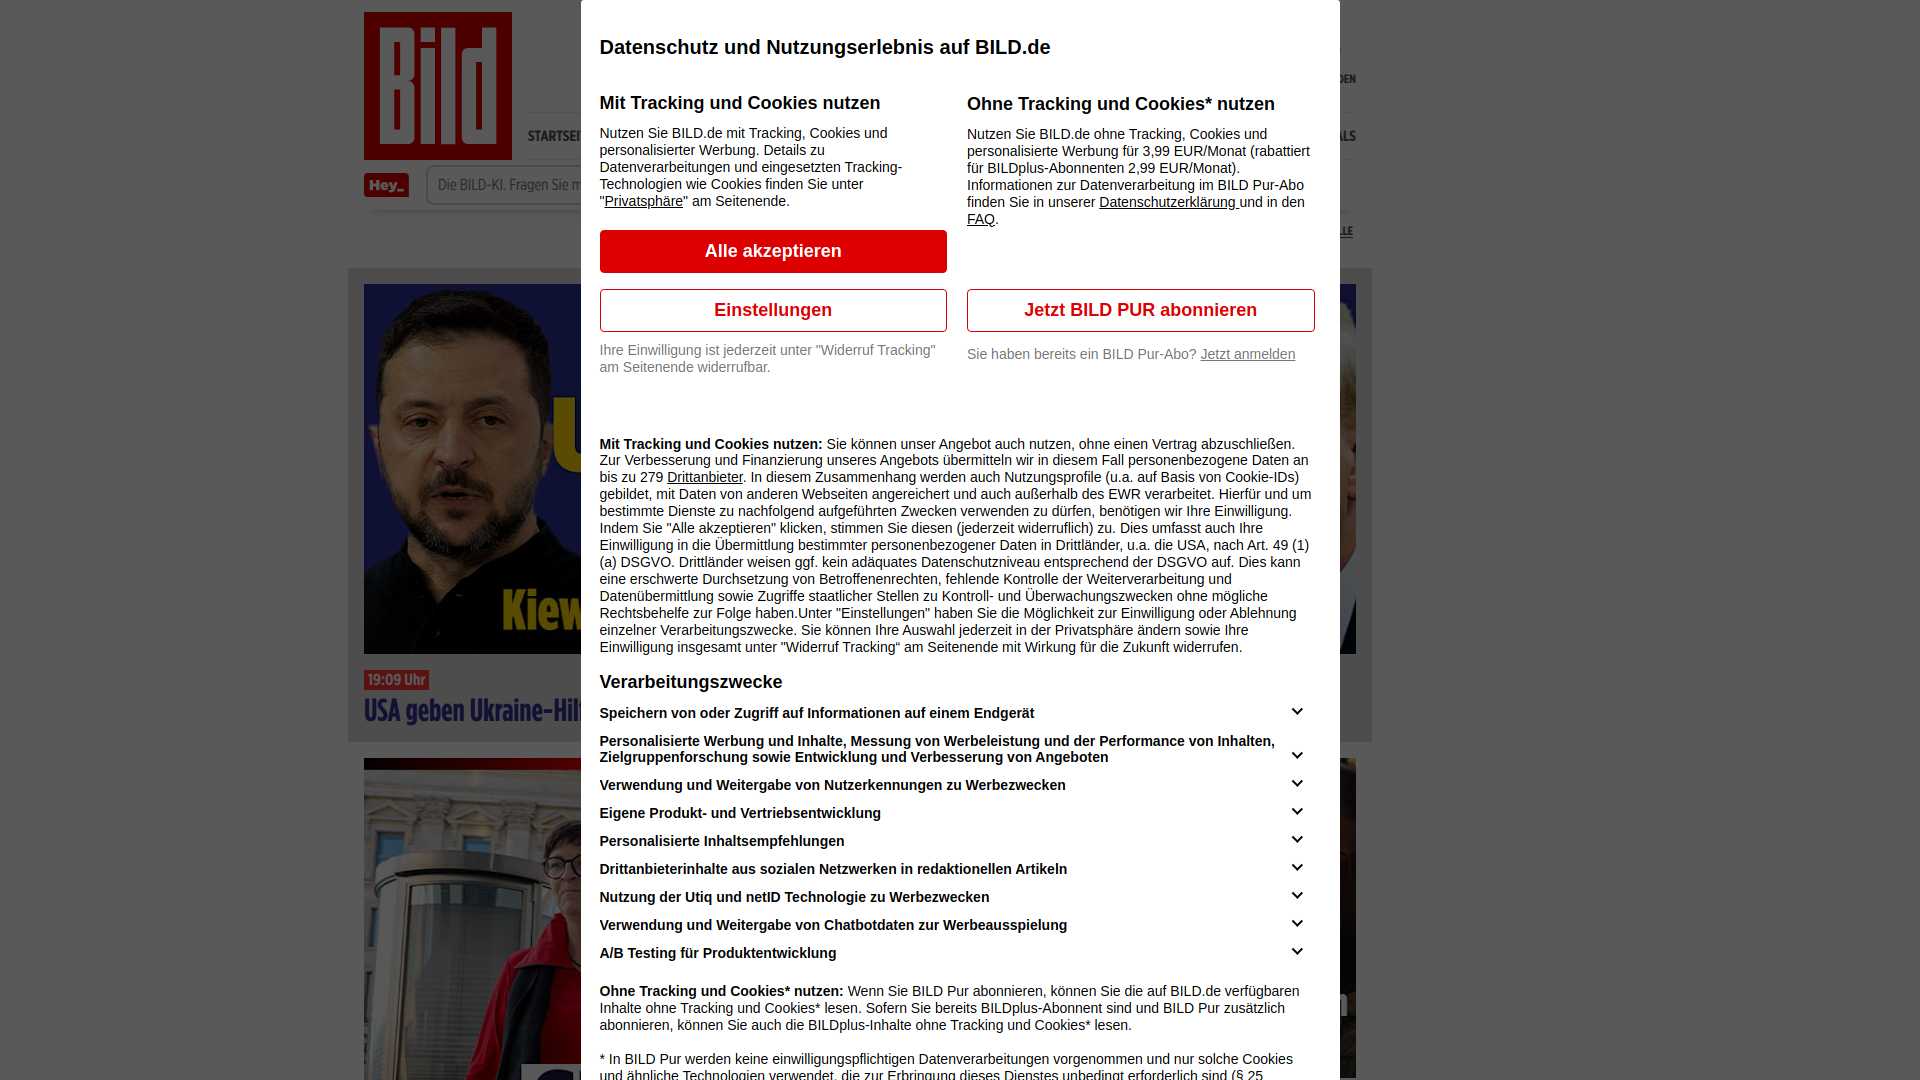 Bild
Datenschutz und Nutzungserlebnis auf BILD.de
Mit Tracking und Cookies nutzen
Nutzen Sie BILD.de mit Tracking, Cookies und
personalisierter Werbung. Details zu
Datenverarbeitungen und eingesetzten Tracking-
Technologien wie Cookies finden Sie unter
"Privatsphäre" am Seitenende.
Alle akzeptieren
Einstellungen
Ihre Einwilligung ist jederzeit unter "Widerruf Tracking"
am Seitenende widerrufbar.
Ohne Tracking und Cookies* nutzen
Nutzen Sie BILD.de ohne Tracking, Cookies und
personalisierte Werbung für 3,99 EUR/Monat (rabattiert
für BILDplus-Abonnenten 2,99 EUR/Monat).
Informationen zur Datenverarbeitung im BILD Pur-Abo
finden Sie in unserer Datenschutzerklärung und in den
FAQ.
Jetzt BILD PUR abonnieren
Sie haben bereits ein BILD Pur-Abo? Jetzt anmelden
STARTSEI
Hey_
Die BILD-KI. Fragen Sie m
Kiew
19:09 Uhr
USA geben Ukraine-Hil
Mit Tracking und Cookies nutzen: Sie können unser Angebot auch nutzen, ohne einen Vertrag abzuschließen.
Zur Verbesserung und Finanzierung unseres Angebots übermitteln wir in diesem Fall personenbezogene Daten an
bis zu 279 Drittanbieter. In diesem Zusammenhang werden auch Nutzungsprofile (u.a. auf Basis von Cookie-IDs)
gebildet, mit Daten von anderen Webseiten angereichert und auch außerhalb des EWR verarbeitet. Hierfür und um
bestimmte Dienste zu nachfolgend aufgeführten Zwecken verwenden zu dürfen, benötigen wir Ihre Einwilligung.
Indem Sie "Alle akzeptieren" klicken, stimmen Sie diesen (jederzeit widerruflich) zu. Dies umfasst auch Ihre
Einwilligung in die Übermittlung bestimmter personenbezogener Daten in Drittländer, u.a. die USA, nach Art. 49 (1)
(a) DSGVO. Drittländer weisen ggf. kein adäquates Datenschutzniveau entsprechend der DSGVO auf. Dies kann
eine erschwerte Durchsetzung von Betroffenenrechten, fehlende Kontrolle der Weiterverarbeitung und
Datenübermittlung sowie Zugriffe staatlicher Stellen zu Kontroll- und Überwachungszwecken ohne mögliche
Rechtsbehelfe zur Folge haben.Unter "Einstellungen" haben Sie die Möglichkeit zur Einwilligung oder Ablehnung
einzelner Verarbeitungszwecke. Sie können Ihre Auswahl jederzeit in der Privatsphäre ändern sowie Ihre
Einwilligung insgesamt unter "Widerruf Tracking“ am Seitenende mit Wirkung für die Zukunft widerrufen.
Verarbeitungszwecke
Speichern von oder Zugriff auf Informationen auf einem Endgerät
Personalisierte Werbung und Inhalte, Messung von Werbeleistung und der Performance von Inhalten,
Zielgruppenforschung sowie Entwicklung und Verbesserung von Angeboten
Verwendung und Weitergabe von Nutzerkennungen zu Werbezwecken
Eigene Produkt- und Vertriebsentwicklung
Personalisierte Inhaltsempfehlungen
Drittanbieterinhalte aus sozialen Netzwerken in redaktionellen Artikeln
Nutzung der Utiq und netID Technologie zu Werbezwecken
Verwendung und Weitergabe von Chatbotdaten zur Werbeausspielung
A/B Testing für Produktentwicklung
Ohne Tracking und Cookies* nutzen: Wenn Sie BILD Pur abonnieren, können Sie die auf BILD.de verfügbaren
Inhalte ohne Tracking und Cookies* lesen. Sofern Sie bereits BILDplus-Abonnent sind und BILD Pur zusätzlich
abonnieren, können Sie auch die BILDplus-Inhalte ohne Tracking und Cookies* lesen.
* In BILD Pur werden keine einwilligungspflichtigen Datenverarbeitungen vorgenommen und nur solche Cookies
und ähnliche Technologien verwendet, die zur Erbringung dieses Dienstes unbedingt erforderlich sind (§ 25